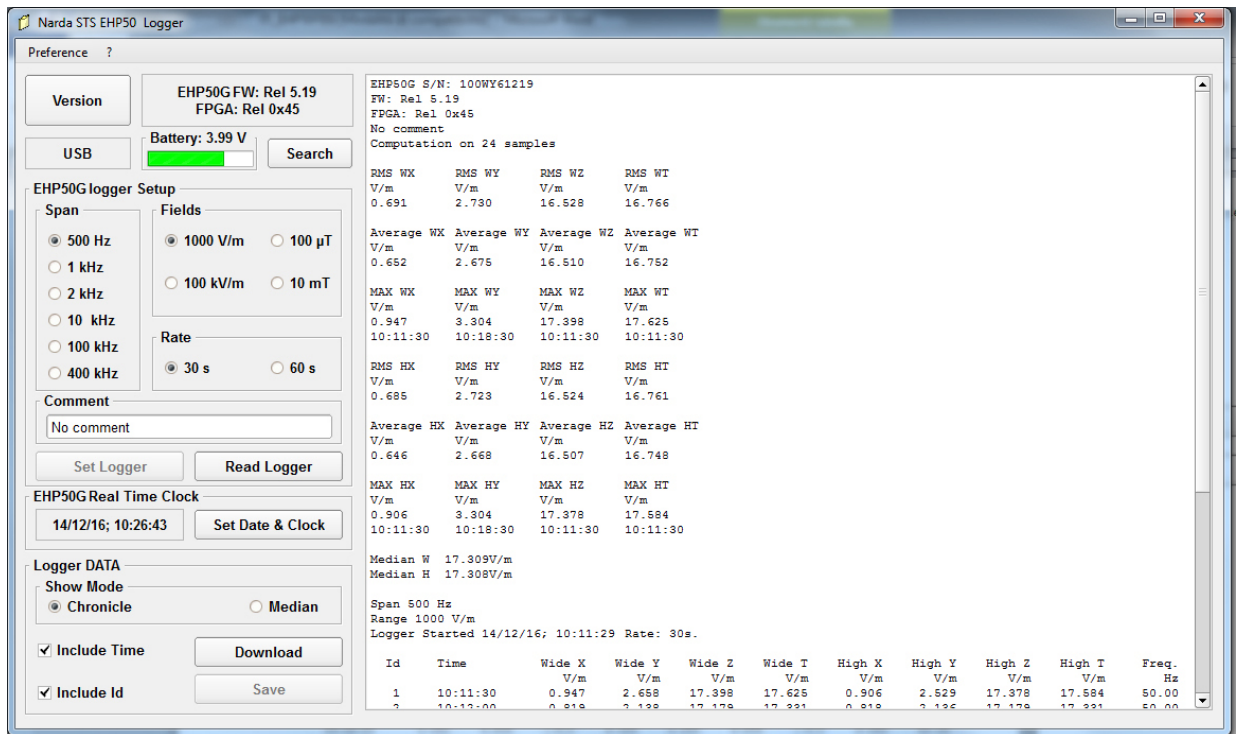 Narda STS EHP50 Logger
Preference ?
Version
EHP50G FW: Rel 5.19
FPGA: Rel 0x45
USB
Battery: 3.99 V
Search
EHP50G logger Setup
Span
500 Hz
1 kHz
2 kHz
10 kHz
100 kHz
400 kHz
Fields
1000 V/m
100 µT
100 kV/m
10 mT
Rate
30 s
60 s
Comment
No comment
Set Logger
Read Logger
EHP50G Real Time Clock
14/12/16; 10:26:43
Set Date & Clock
Logger DATA
Show Mode
Chronicle
Median
Include Time
Download
Include Id
Save
EHP50G S/N: 100WY61219
FW: Rel 5.19
FPGA: Rel 0x45
No comment
Computation on 24 samples
RMS WX RMS WY RMS WZ RMS WT
V/m V/m V/m V/m
0.691 2.730 16.528 16.766
Average WX Average WY Average WZ Average WT
V/m V/m V/m V/m
0.652 2.675 16.510 16.752
MAX WX MAX WY MAX WZ MAX WT
V/m V/m V/m V/m
0.947 3.304 17.398 17.625
10:11:30 10:18:30 10:11:30 10:11:30
RMS HX RMS HY RMS HZ RMS HT
V/m V/m V/m V/m
0.685 2.723 16.524 16.761
Average HX Average HY Average HZ Average HT
V/m V/m V/m V/m
0.646 2.668 16.507 16.748
MAX HX MAX HY MAX HZ MAX HT
V/m V/m V/m V/m
0.906 3.304 17.378 17.584
10:11:30 10:18:30 10:11:30 10:11:30
Median W 17.309V/m
Median H 17.308V/m
Span 500 Hz
Range 1000 V/m
Logger Started 14/12/16; 10:11:29 Rate: 30s.
Id Time Wide X Wide Y Wide Z Wide T High X High Y High Z High T Freq.
V/m V/m V/m V/m V/m V/m V/m V/m Hz
1 10:11:30 0.947 2.658 17.398 17.625 0.906 2.529 17.378 17.584 50.00